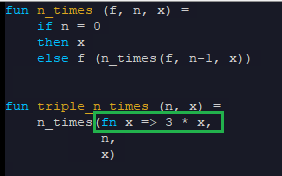 fun n_times (f, n, x) =
if n = 0
then x
else f (n_times(f, n-1, x))
fun triple_n_times (n, x) =
n_times(fn x => 3 * x,
n,
x)